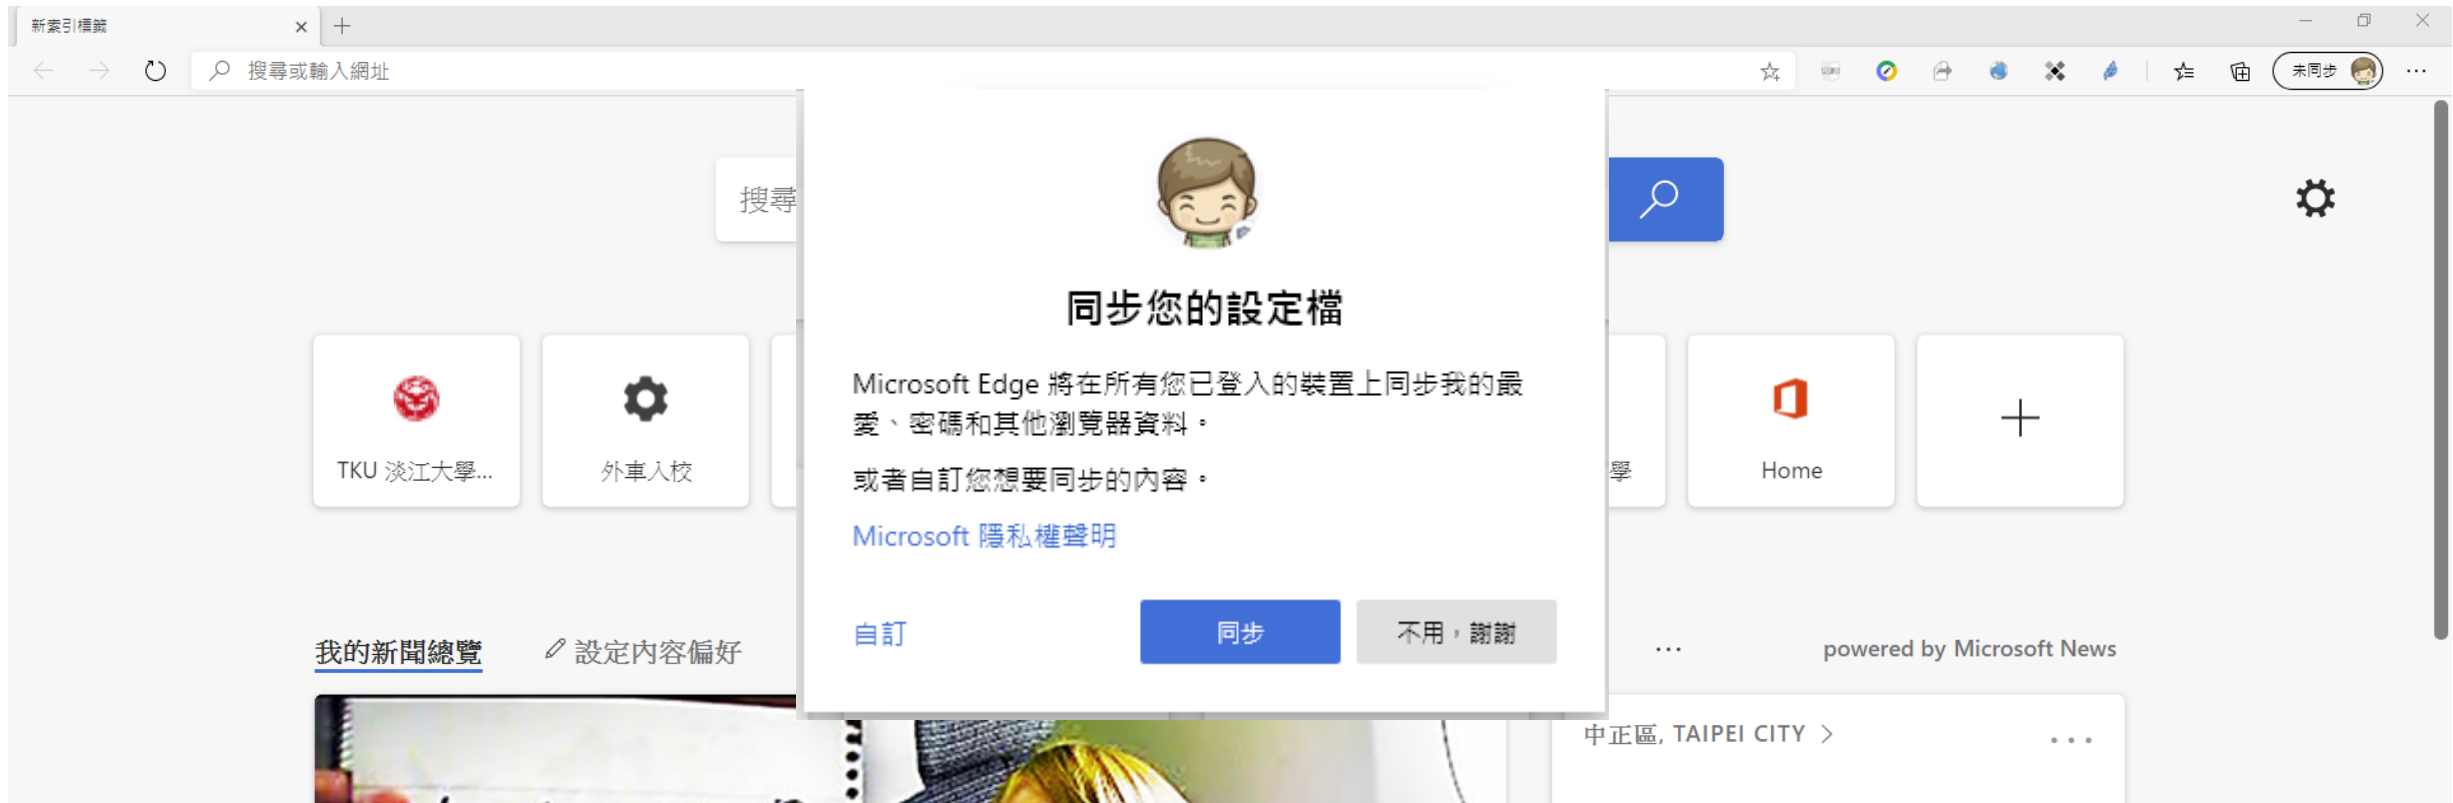 新索引標籤
搜尋或輸入網址
未同步
搜尋
同步您的設定檔
Microsoft Edge 將在所有您已登入的裝置上同步我的最
愛、密碼和其他瀏覽器資料。
或者自訂您想要同步的內容。
Microsoft 隱私權聲明
自訂
同步
不用，謝謝
TKU 淡江大學...
外車入校
學
Home
我的新聞總覽
設定內容偏好
powered by Microsoft News
中正區, TAIPEI CITY